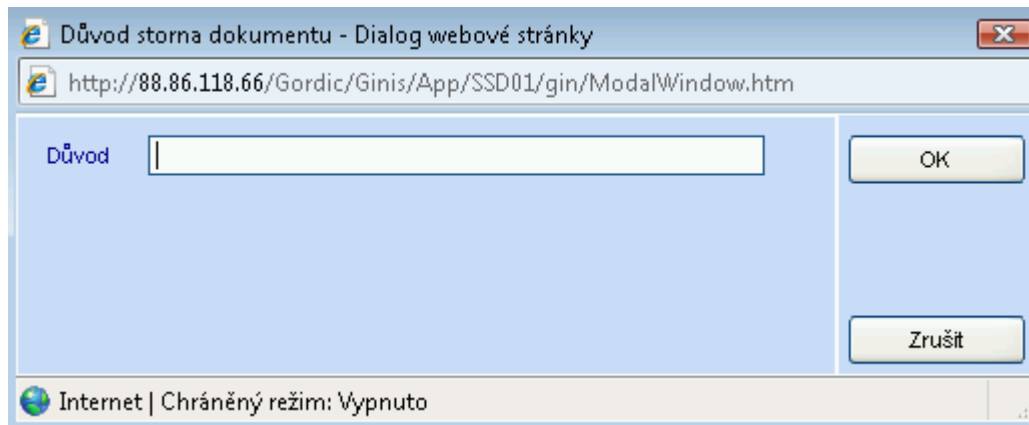 Důvod storna dokumentu - Dialog webové stránky
http://88.86.118.66/Gordic/Ginis/App/SSD01/gin/ModalWindow.htm
Důvod
OK
Zrušit
Internet | Chráněný režim: Vypnuto